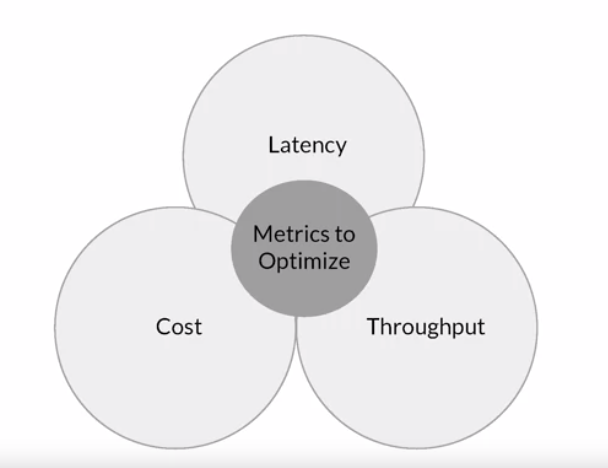 Latency
Metrics to
Optimize
Cost
Throughput